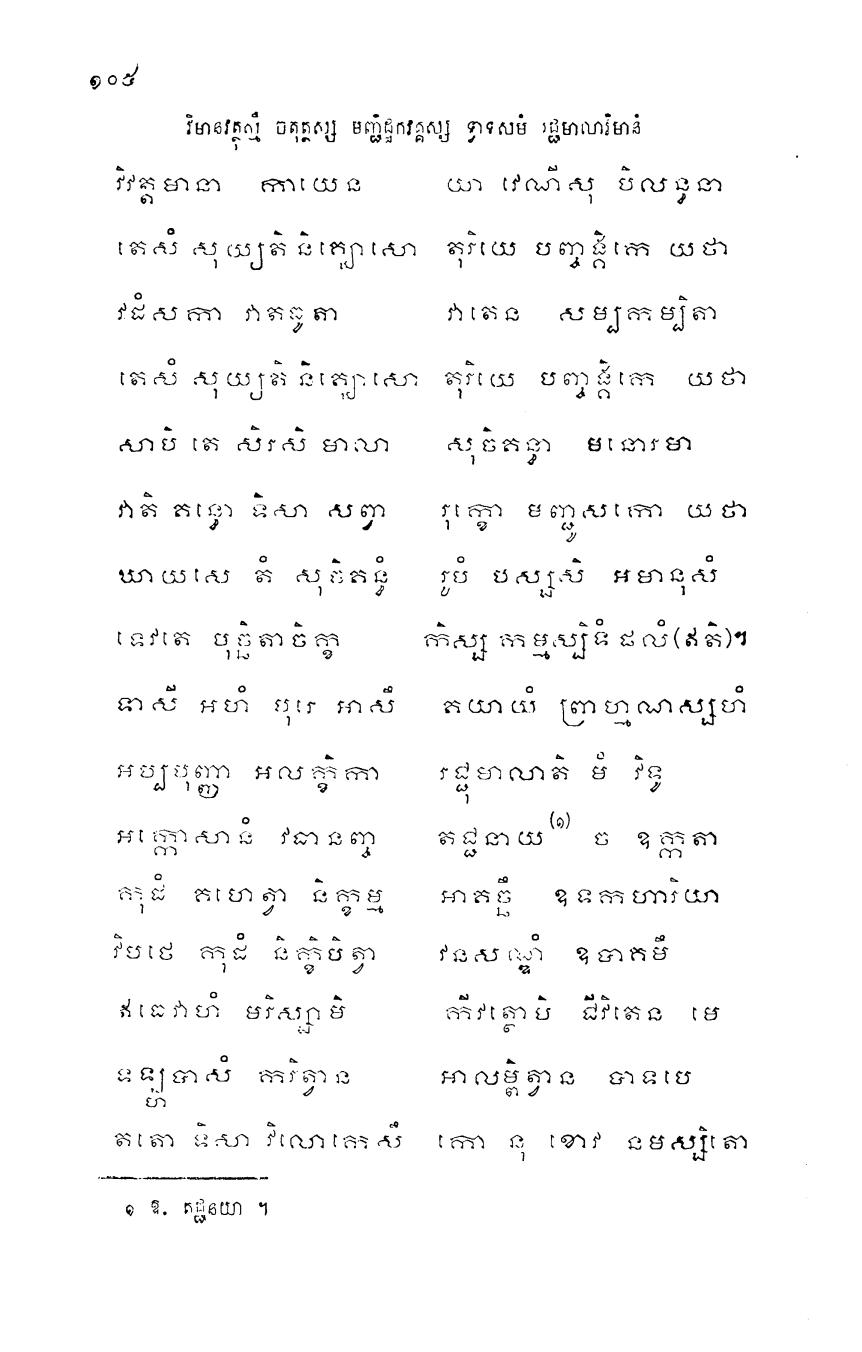 ១០៥
វិមានវត្ថុស្មឹ ចតុត្ថស្ស មញ្ជិដ្ឋកវគ្គស្ស ទ្វាទសមំ រជ្ជុមាលាវិមានំ
វិវត្តមានា កាយេន យា វេណីសុ បិលន្ធនា
តេសំ សុយ្យតិ និគ្ឃោសោ តុរិយេ បញ្ចង្គិកេ យថា
វដំសកា វាតធូតា វាតេន សម្បកម្បិតា
តេសំ សុយ្យតិ និគ្ឃោសោ តុរិយេ បញ្ចង្គិកេ យថា
សាបិ តេ សិរសិ មាលា សុចិគន្ធា មនោរមា
វាតិ គន្ធោ ទិសា សព្វា រុក្ខោ មញ្ជូសកោ យថា
ឃាយសេ តំ សុចិគន្ធំ រូបំ បស្សសិ អមានុសំ
ទេវតេ បុច្ឆិតាចិក្ខ កិស្ស កម្មស្សិទំ ផលំ(ឥតិ)។
ទាសី អហំ បុរេ អាសឹ គយាយំ ព្រាហ្មណស្សហំ
អប្បបុញ្ញា អលក្ខិកា រជ្ជុមាលាតិ មំ វិទូ
អក្កោសានំ វធានញ្ច តជ្ជនាយ(១) ច ឧក្កតា
កុដំ គហេត្វា និក្ខម្ម អាគច្ឆឹ ឧទកហារិយា
វិបថេ កុដំ និក្ខិបិត្វា វនសណ្ឌំ ឧបាគមឹ
ឥធេវាហំ មរិស្សាមិ កីវត្ថោបិ ជីវិតេន មេ
ទឡ្ហបាសំ ករិត្វាន អាលម្ពិត្វាន បាទបេ
តតោ ទិសា វិលោកេសឹ កោ នុ ខោវ នមស្សិតោ
១ ឱ. តជ្ជនយា ។